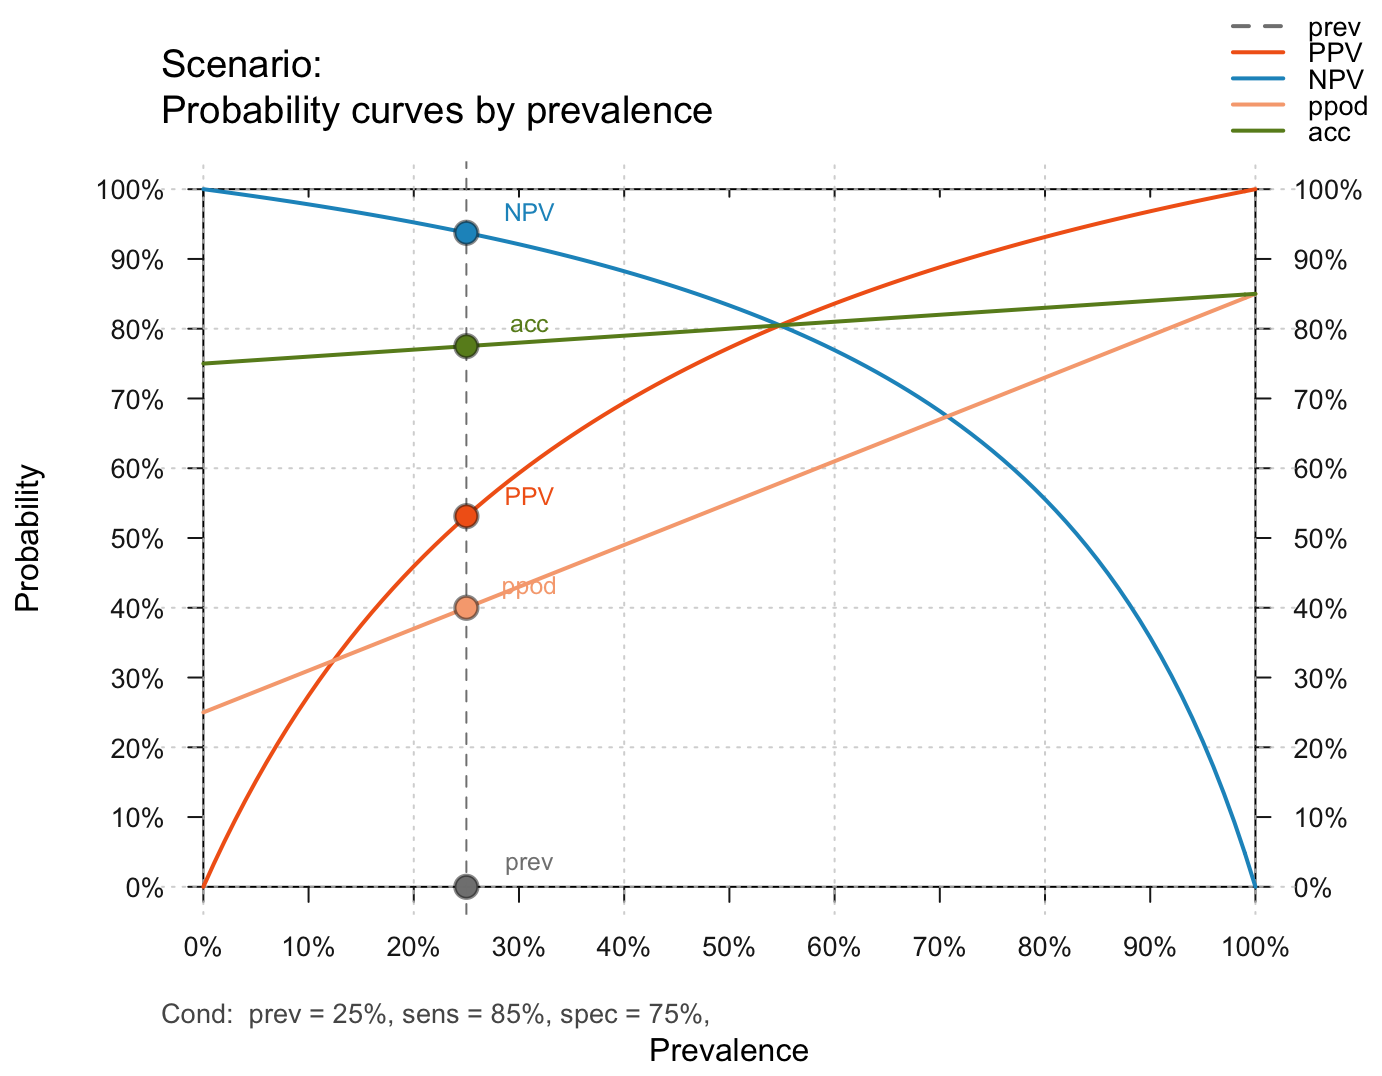 prev
PPV
NPV
ppod
acc
Scenario:
Probability curves by prevalence
100%
90%
80%
70%
60%
50%
40%
30%
20%
10%
0%
Probability
NPV
acc
PPV
ppod
prev
100%
90%
80%
70%
60%
50%
40%
30%
20%
10%
0%
0% 10% 20% 30% 40% 50% 60% 70% 80% 90% 100%
Cond: prev = 25%, sens = 85%, spec = 75%,
Prevalence